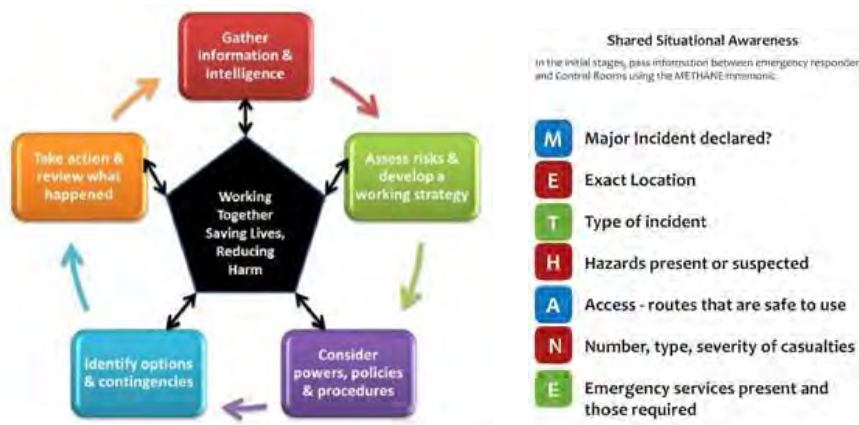 Gather
information &
intelligence
Assess risks &
develop a
working strategy
Consider
powers, policies
& procedures
Identify options
& contingencies
Take action &
review what
happened
Working
Together
Saving Lives,
Reducing
Harm
Shared Situational Awareness
In the initial stages, pass information between emergency responder
and Control Rooms using the METHANE mnemonic.
M Major Incident declared?
E Exact Location
T Type of incident
H Hazards present or suspected
A Access - routes that are safe to use
N Number, type, severity of casualties
E Emergency services present and
those required